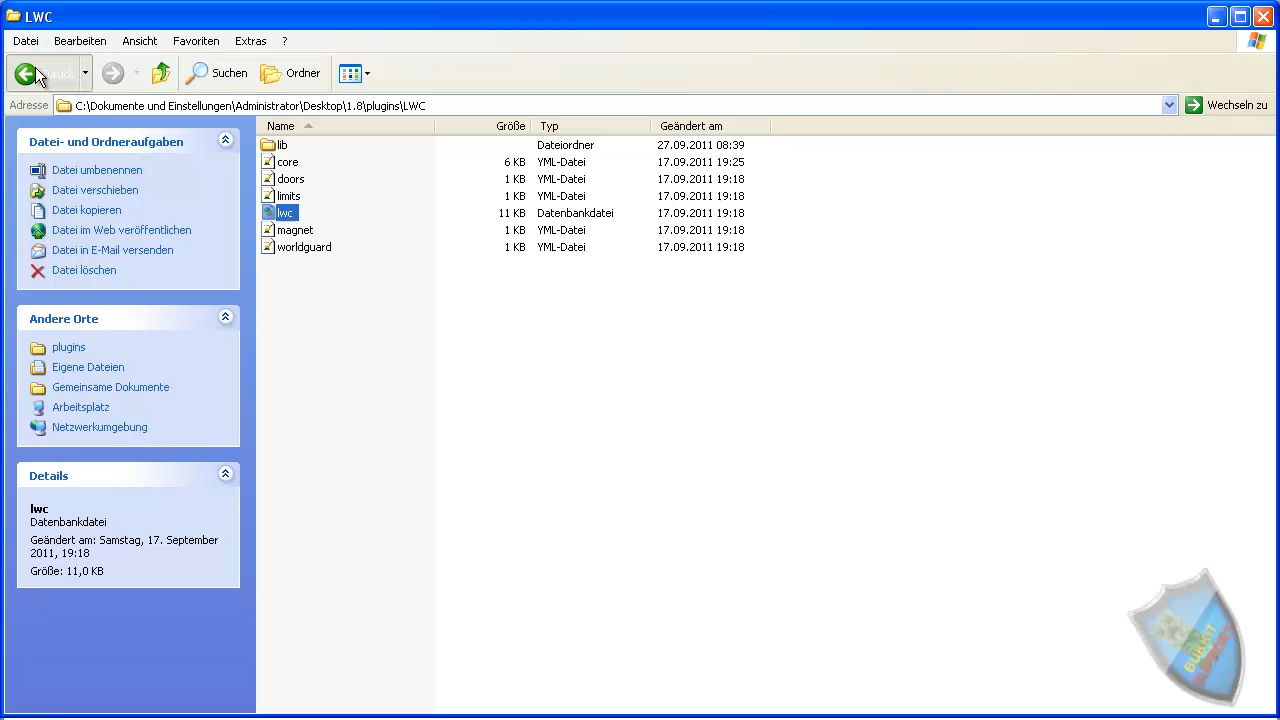 LWC
Datei Bearbeiten Ansicht Favoriten Extras ?
Zurück Suchen Ordner
Adresse C:\Dokumente und Einstellungen\Administrator\Desktop\1.8\plugins\LWC Wechseln zu
Datei- und Ordneraufgaben
Datei umbenennen
Datei verschieben
Datei kopieren
Datei im Web veröffentlichen
Datei in E-Mail versenden
Datei löschen
Andere Orte
plugins
Eigene Dateien
Gemeinsame Dokumente
Arbeitsplatz
Netzwerkumgebung
Details
lwc
Datenbankdatei
Geändert am: Samstag, 17. September
2011, 19:18
Größe: 11,0 KB
Name Größe Typ Geändert am
lib Dateiordner 27.09.2011 08:39
core 6 KB YML-Datei 17.09.2011 19:25
doors 1 KB YML-Datei 17.09.2011 19:18
limits 1 KB YML-Datei 17.09.2011 19:18
lwc 11 KB Datenbankdatei 17.09.2011 19:18
magnet 1 KB YML-Datei 17.09.2011 19:18
worldguard 1 KB YML-Datei 17.09.2011 19:18
BUKKIT